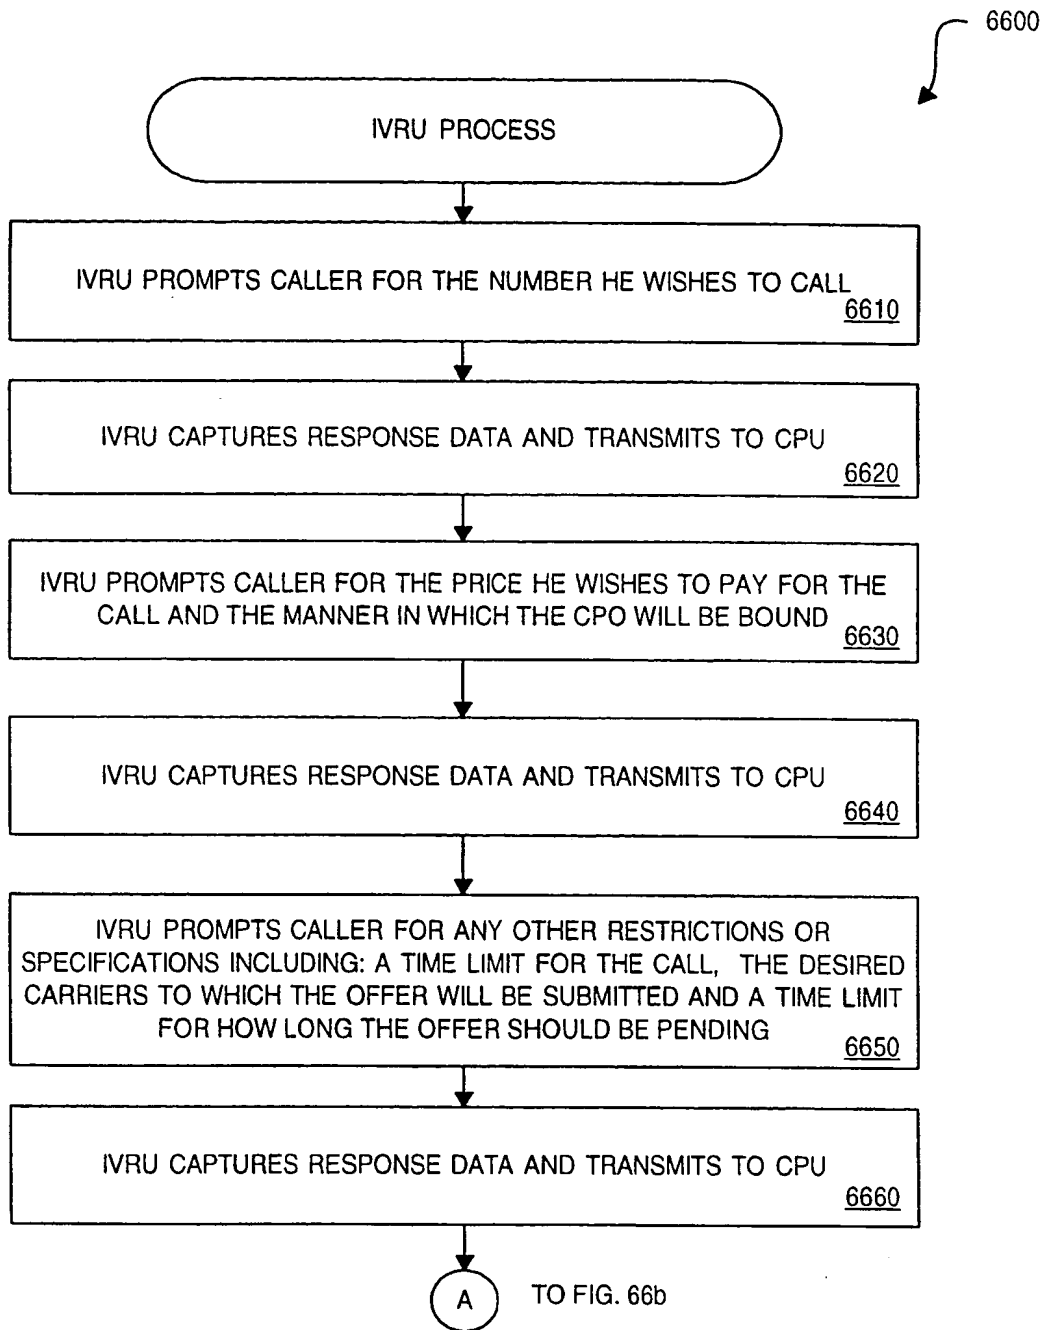 6600
IVRU PROCESS
IVRU PROMPTS CALLER FOR THE NUMBER HE WISHES TO CALL
6610
IVRU CAPTURES RESPONSE DATA AND TRANSMITS TO CPU
6620
IVRU PROMPTS CALLER FOR THE PRICE HE WISHES TO PAY FOR THE
CALL AND THE MANNER IN WHICH THE CPO WILL BE BOUND
6630
IVRU CAPTURES RESPONSE DATA AND TRANSMITS TO CPU
6640
IVRU PROMPTS CALLER FOR ANY OTHER RESTRICTIONS OR
SPECIFICATIONS INCLUDING: A TIME LIMIT FOR THE CALL, THE DESIRED
CARRIERS TO WHICH THE OFFER WILL BE SUBMITTED AND A TIME LIMIT
FOR HOW LONG THE OFFER SHOULD BE PENDING
6650
IVRU CAPTURES RESPONSE DATA AND TRANSMITS TO CPU
6660
A TO FIG. 66b